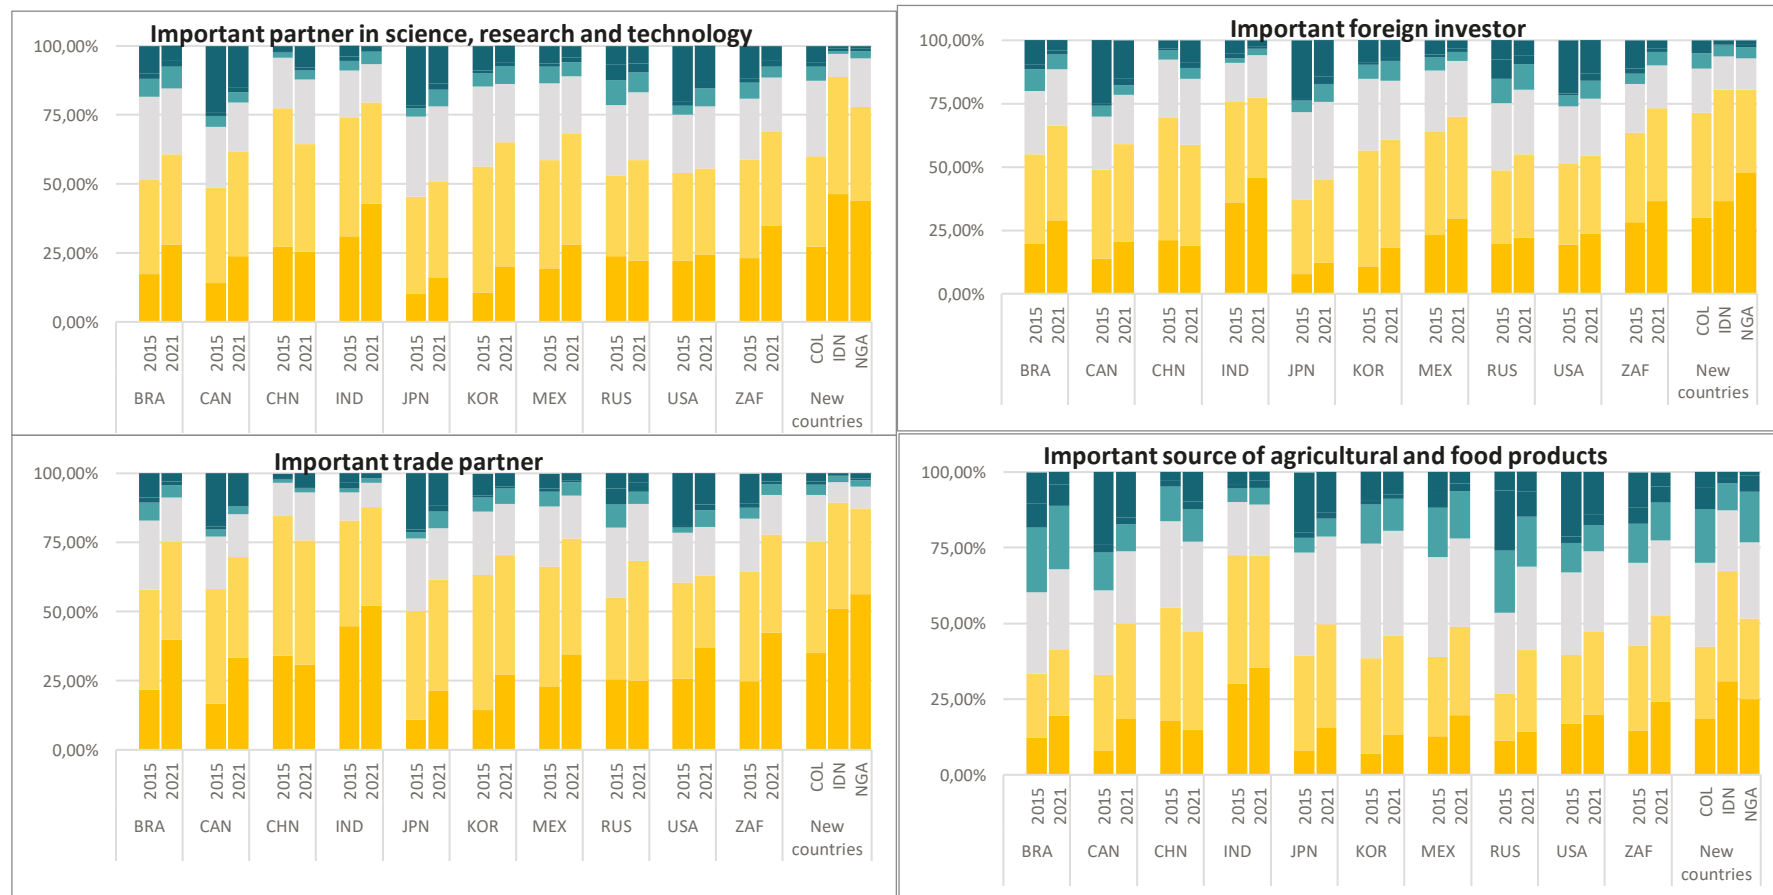 Important partner in science, research and technology
100,00%
75,00%
50,00%
25,00%
0,00%
2015 2021 2015 2021 2015 2021 2015 2021 2015 2021 2015 2021 2015 2021 2015 2021 2015 2021 2015 2021 COL IDN NGA
BRA CAN CHN IND JPN KOR MEX RUS USA ZAF New
countries
Important foreign investor
100,00%
75,00%
50,00%
25,00%
0,00%
2015 2021 2015 2021 2015 2021 2015 2021 2015 2021 2015 2021 2015 2021 2015 2021 2015 2021 2015 2021 COL IDN NGA
BRA CAN CHN IND JPN KOR MEX RUS USA ZAF New
countries
Important trade partner
100,00%
75,00%
50,00%
25,00%
0,00%
2015 2021 2015 2021 2015 2021 2015 2021 2015 2021 2015 2021 2015 2021 2015 2021 2015 2021 2015 2021 COL IDN NGA
BRA CAN CHN IND JPN KOR MEX RUS USA ZAF New
countries
Important source of agricultural and food products
100,00%
75,00%
50,00%
25,00%
0,00%
2015 2021 2015 2021 2015 2021 2015 2021 2015 2021 2015 2021 2015 2021 2015 2021 2015 2021 2015 2021 COL IDN NGA
BRA CAN CHN IND JPN KOR MEX RUS USA ZAF New
countries